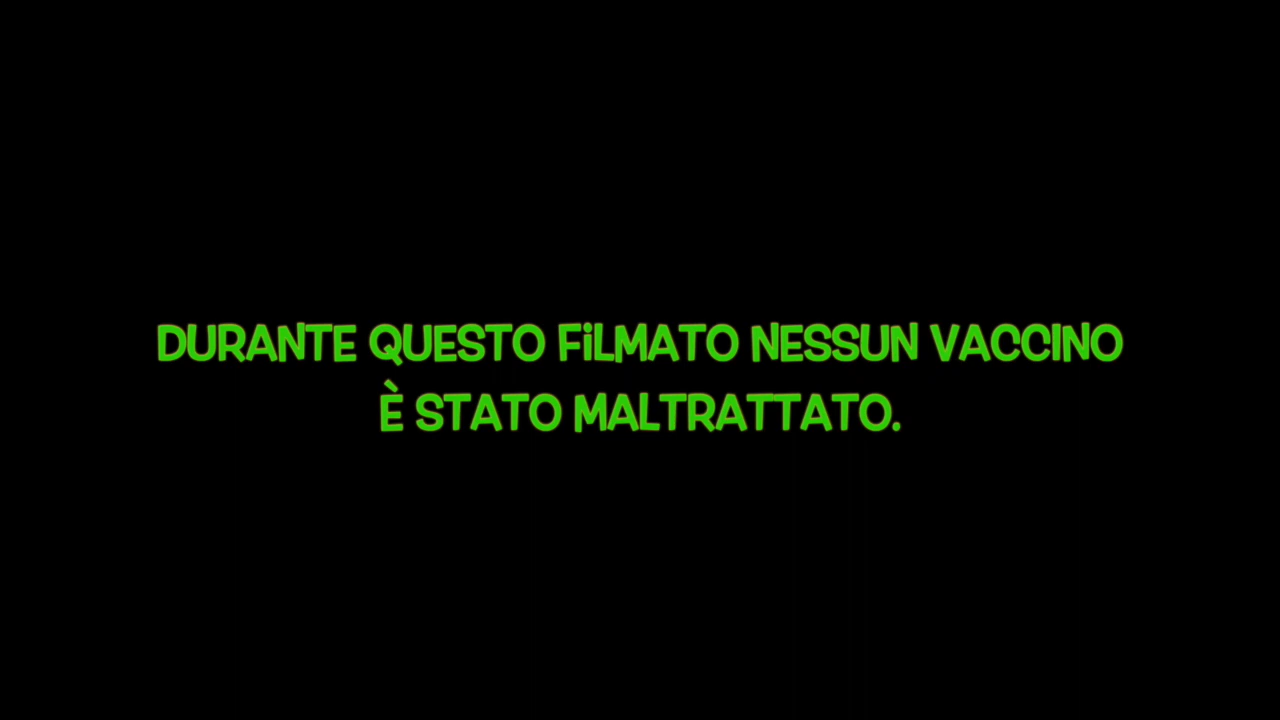 DURANTE QUESTO FiLMATO NESSUN VACCINO
È STATO MALTRATTATO.